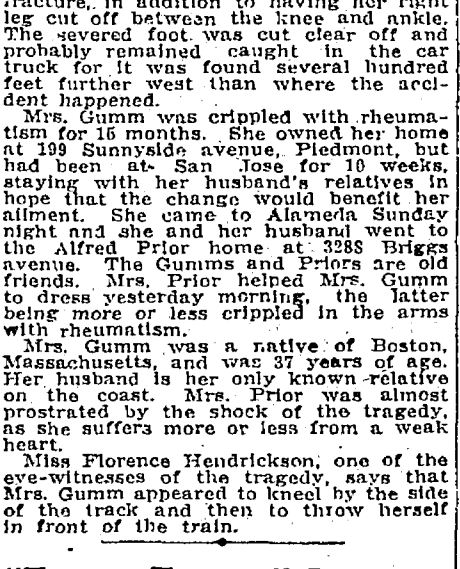 fracture, in addition to having her right
leg cut off between the knee and ankle.
The severed foot was cut clear off and
probably remained caught in the car
truck for it was found several hundred
feet further west than where the acci-
dent happened.
Mrs. Gumm was crippled with rheuma-
tism for 15 months. She owned her home
at 199 Sunnyside avenue, Piedmont, but
had been at San Jose for 10 weeks,
staying with her husband's relatives in
hope that the change would benefit her
ailment. She came to Alameda Sunday
night and she and her husband went to
the Alfred Prior home at 3288 Briggs
avenue. The Gumms and Priors are old
friends. Mrs. Prior helped Mrs. Gumm
to dress yesterday morning, the latter
being more or less crippled in the arms
with rheumatism.
Mrs. Gumm was a native of Boston,
Massachusetts, and was 37 years of age.
Her husband is her only known relative
on the coast. Mrs. Prior was almost
prostrated by the shock of the tragedy,
as she suffers more or less from a weak
heart.
Miss Florence Hendrickson, one of the
eye-witnesses of the tragedy, says that
Mrs. Gumm appeared to kneel by the side
of the track and then to throw herself
in front of the train.